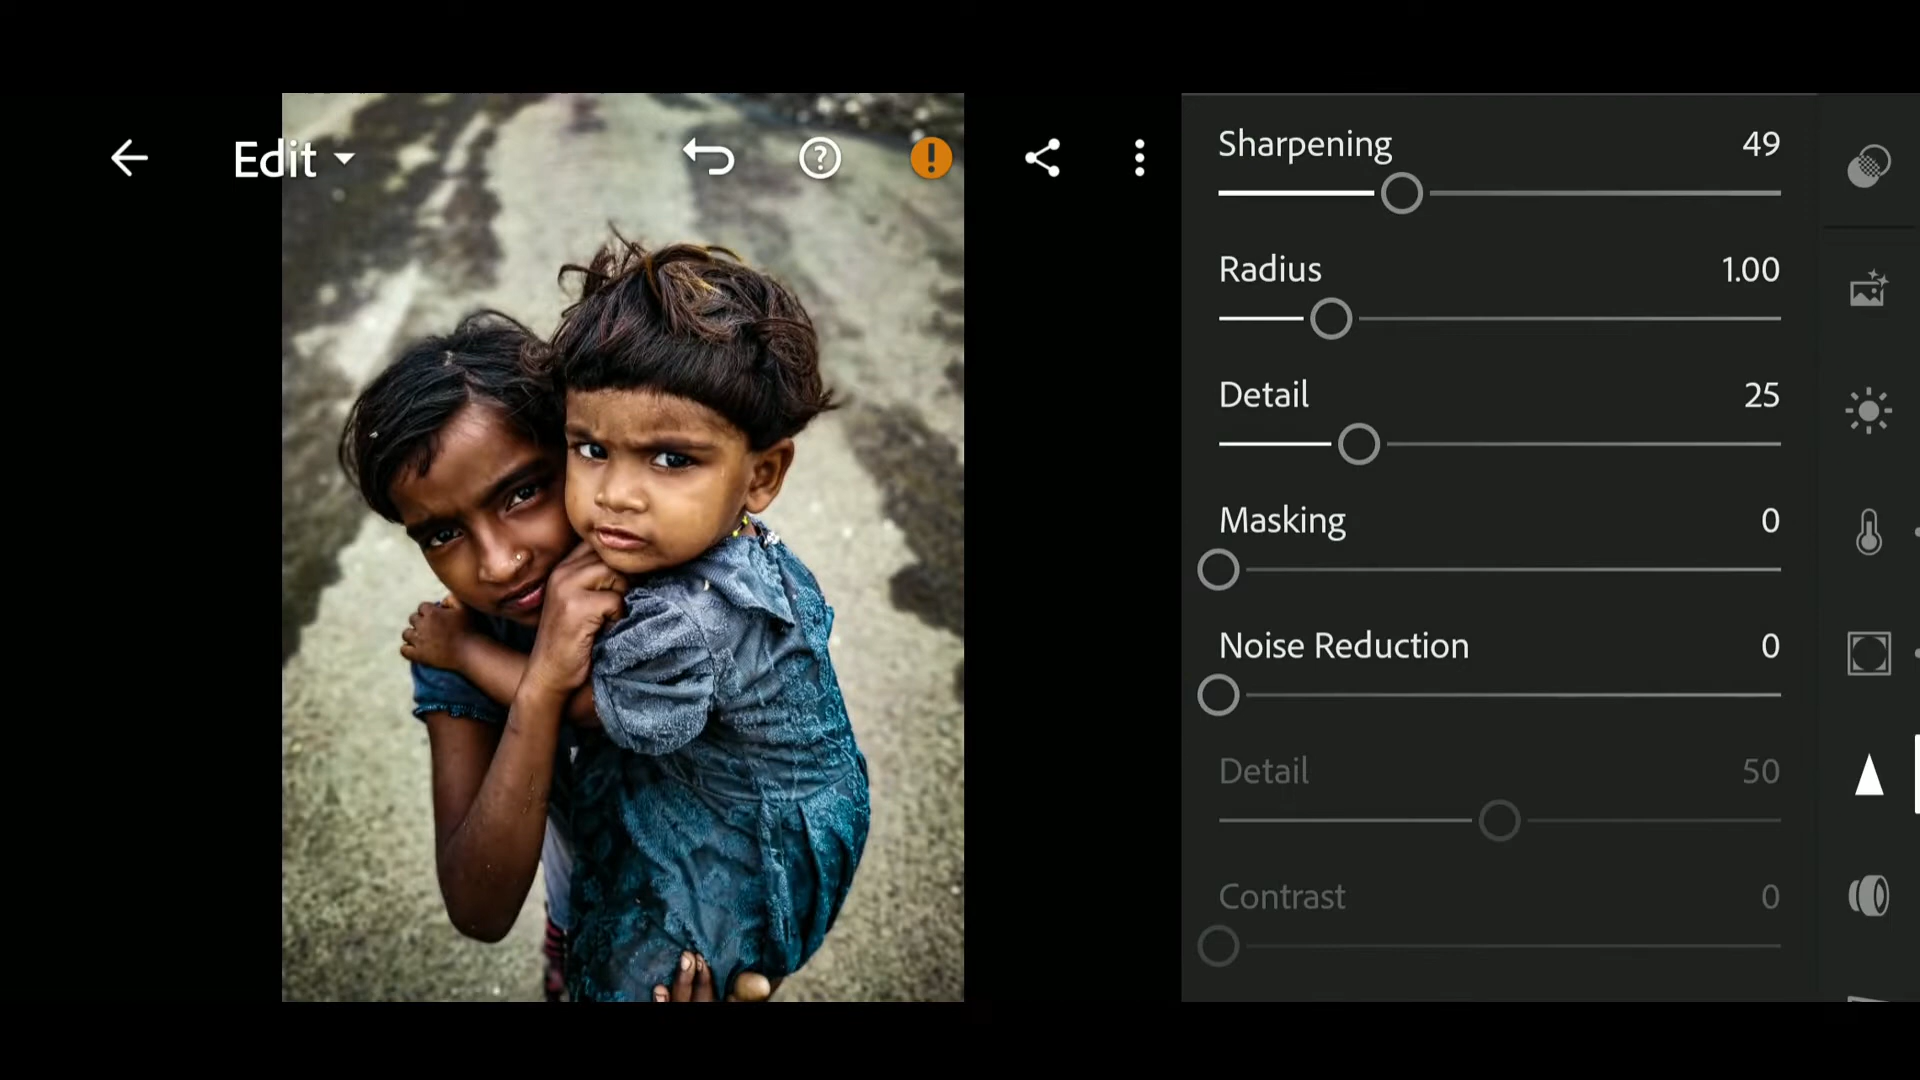 Edit
Sharpening 49
Radius 1.00
Detail 25
Masking 0
Noise Reduction 0
Detail 50
Contrast 0